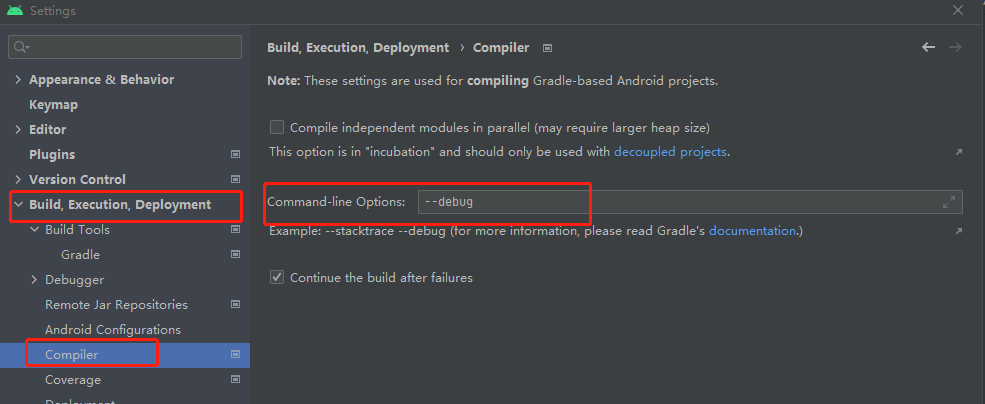 Settings
Build, Execution, Deployment › Compiler
Note: These settings are used for compiling Gradle-based Android projects.
Appearance & Behavior
Keymap
Editor
Plugins
Version Control
Build, Execution, Deployment
Build Tools
Gradle
Debugger
Remote Jar Repositories
Android Configurations
Compiler
Coverage
Deployment
Compile independent modules in parallel (may require larger heap size)
This option is in "incubation" and should only be used with decoupled projects.
Command-line Options: --debug
Example: --stacktrace --debug (for more information, please read Gradle's documentation.)
Continue the build after failures